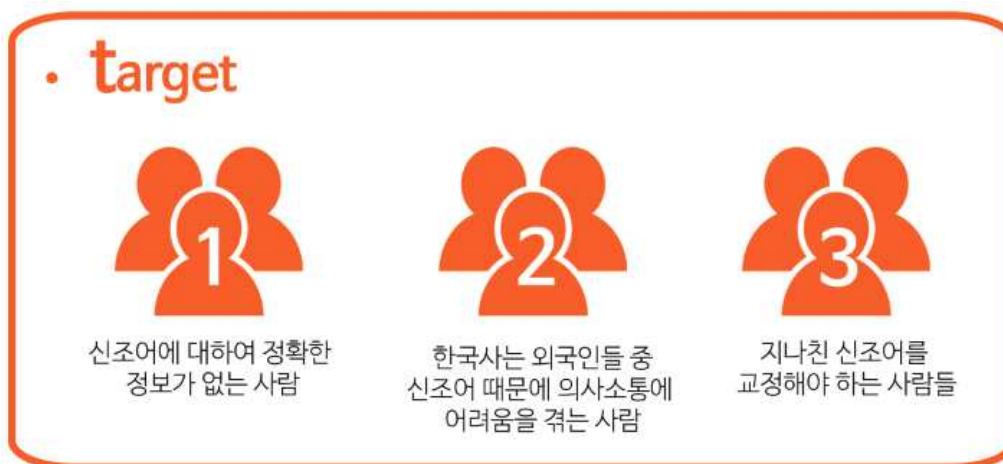 • target
1
신조어에 대하여 정확한
정보가 없는 사람
2
한국사는 외국인들 중
신조어 때문에 의사소통에
어려움을 겪는 사람
3
지나친 신조어를
교정해야 하는 사람들